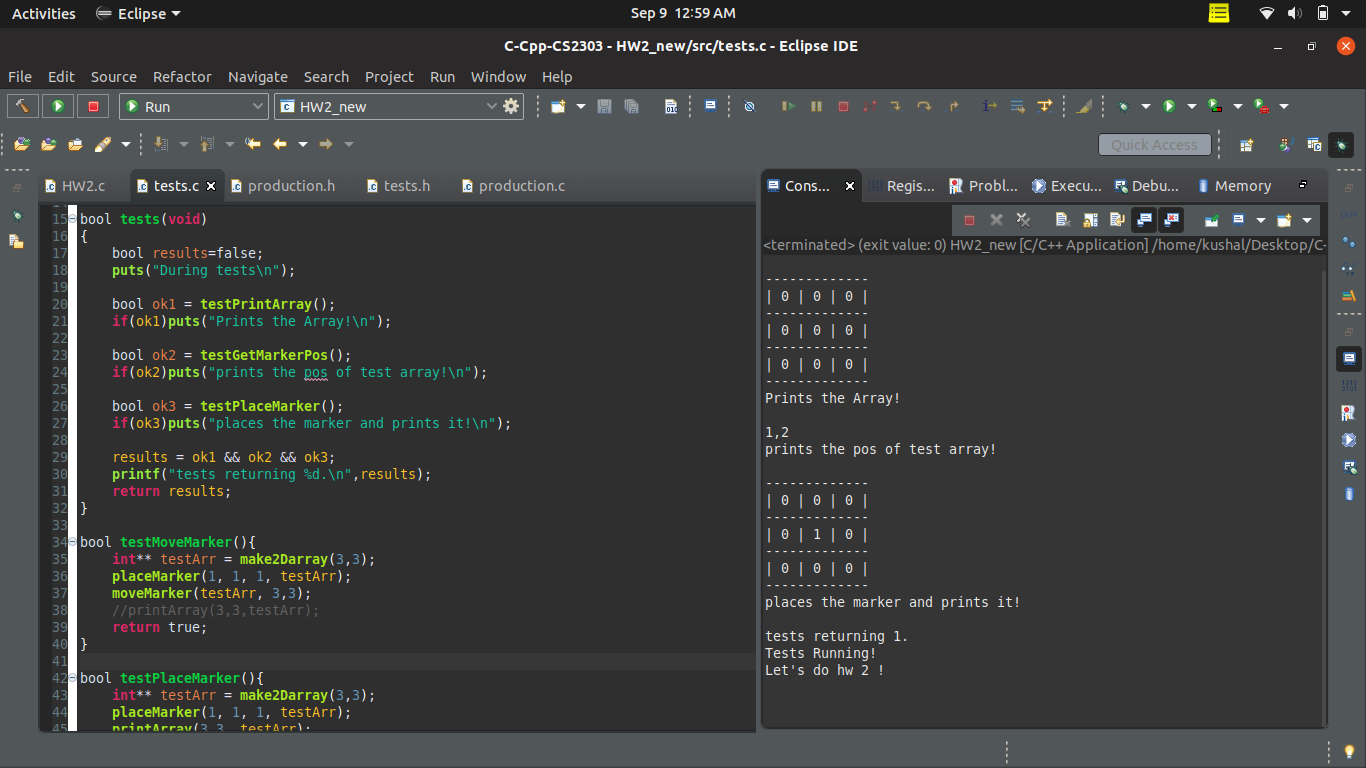 Activities Eclipse Sep 9 12:59 AM
C-Cpp-CS2303 - HW2_new/src/tests.c - Eclipse IDE
File Edit Source Refactor Navigate Search Project Run Window Help
Run HW2_new
Quick Access
HW2.c tests.c production.h tests.h production.c
15 bool tests(void)
16 {
17 bool results=false;
18 puts("During tests\n");
19
20 bool ok1 = testPrintArray();
21 if(ok1)puts("Prints the Array!\n");
22
23 bool ok2 = testGetMarkerPos();
24 if(ok2)puts("prints the pos of test array!\n");
25
26 bool ok3 = testPlaceMarker();
27 if(ok3)puts("places the marker and prints it!\n");
28
29 results = ok1 && ok2 && ok3;
30 printf("tests returning %d.\n",results);
31 return results;
32 }
33
34 bool testMoveMarker(){
35 int** testArr = make2Darray(3,3);
36 placeMarker(1, 1, 1, testArr);
37 moveMarker(testArr, 3,3);
38 //printArray(3,3,testArr);
39 return true;
40 }
41
42 bool testPlaceMarker(){
43 int** testArr = make2Darray(3,3);
44 placeMarker(1, 1, 1, testArr);
45 printArray(3,3, testArr);
Cons... Regis... Probl... Execu... Debu... Memory
<terminated> (exit value: 0) HW2_new [C/C++ Application] /home/kushal/Desktop/C-
-------------
| 0 | 0 | 0 |
-------------
| 0 | 0 | 0 |
-------------
| 0 | 0 | 0 |
-------------
Prints the Array!
1,2
prints the pos of test array!
-------------
| 0 | 0 | 0 |
-------------
| 0 | 1 | 0 |
-------------
| 0 | 0 | 0 |
-------------
places the marker and prints it!
tests returning 1.
Tests Running!
Let's do hw 2 !